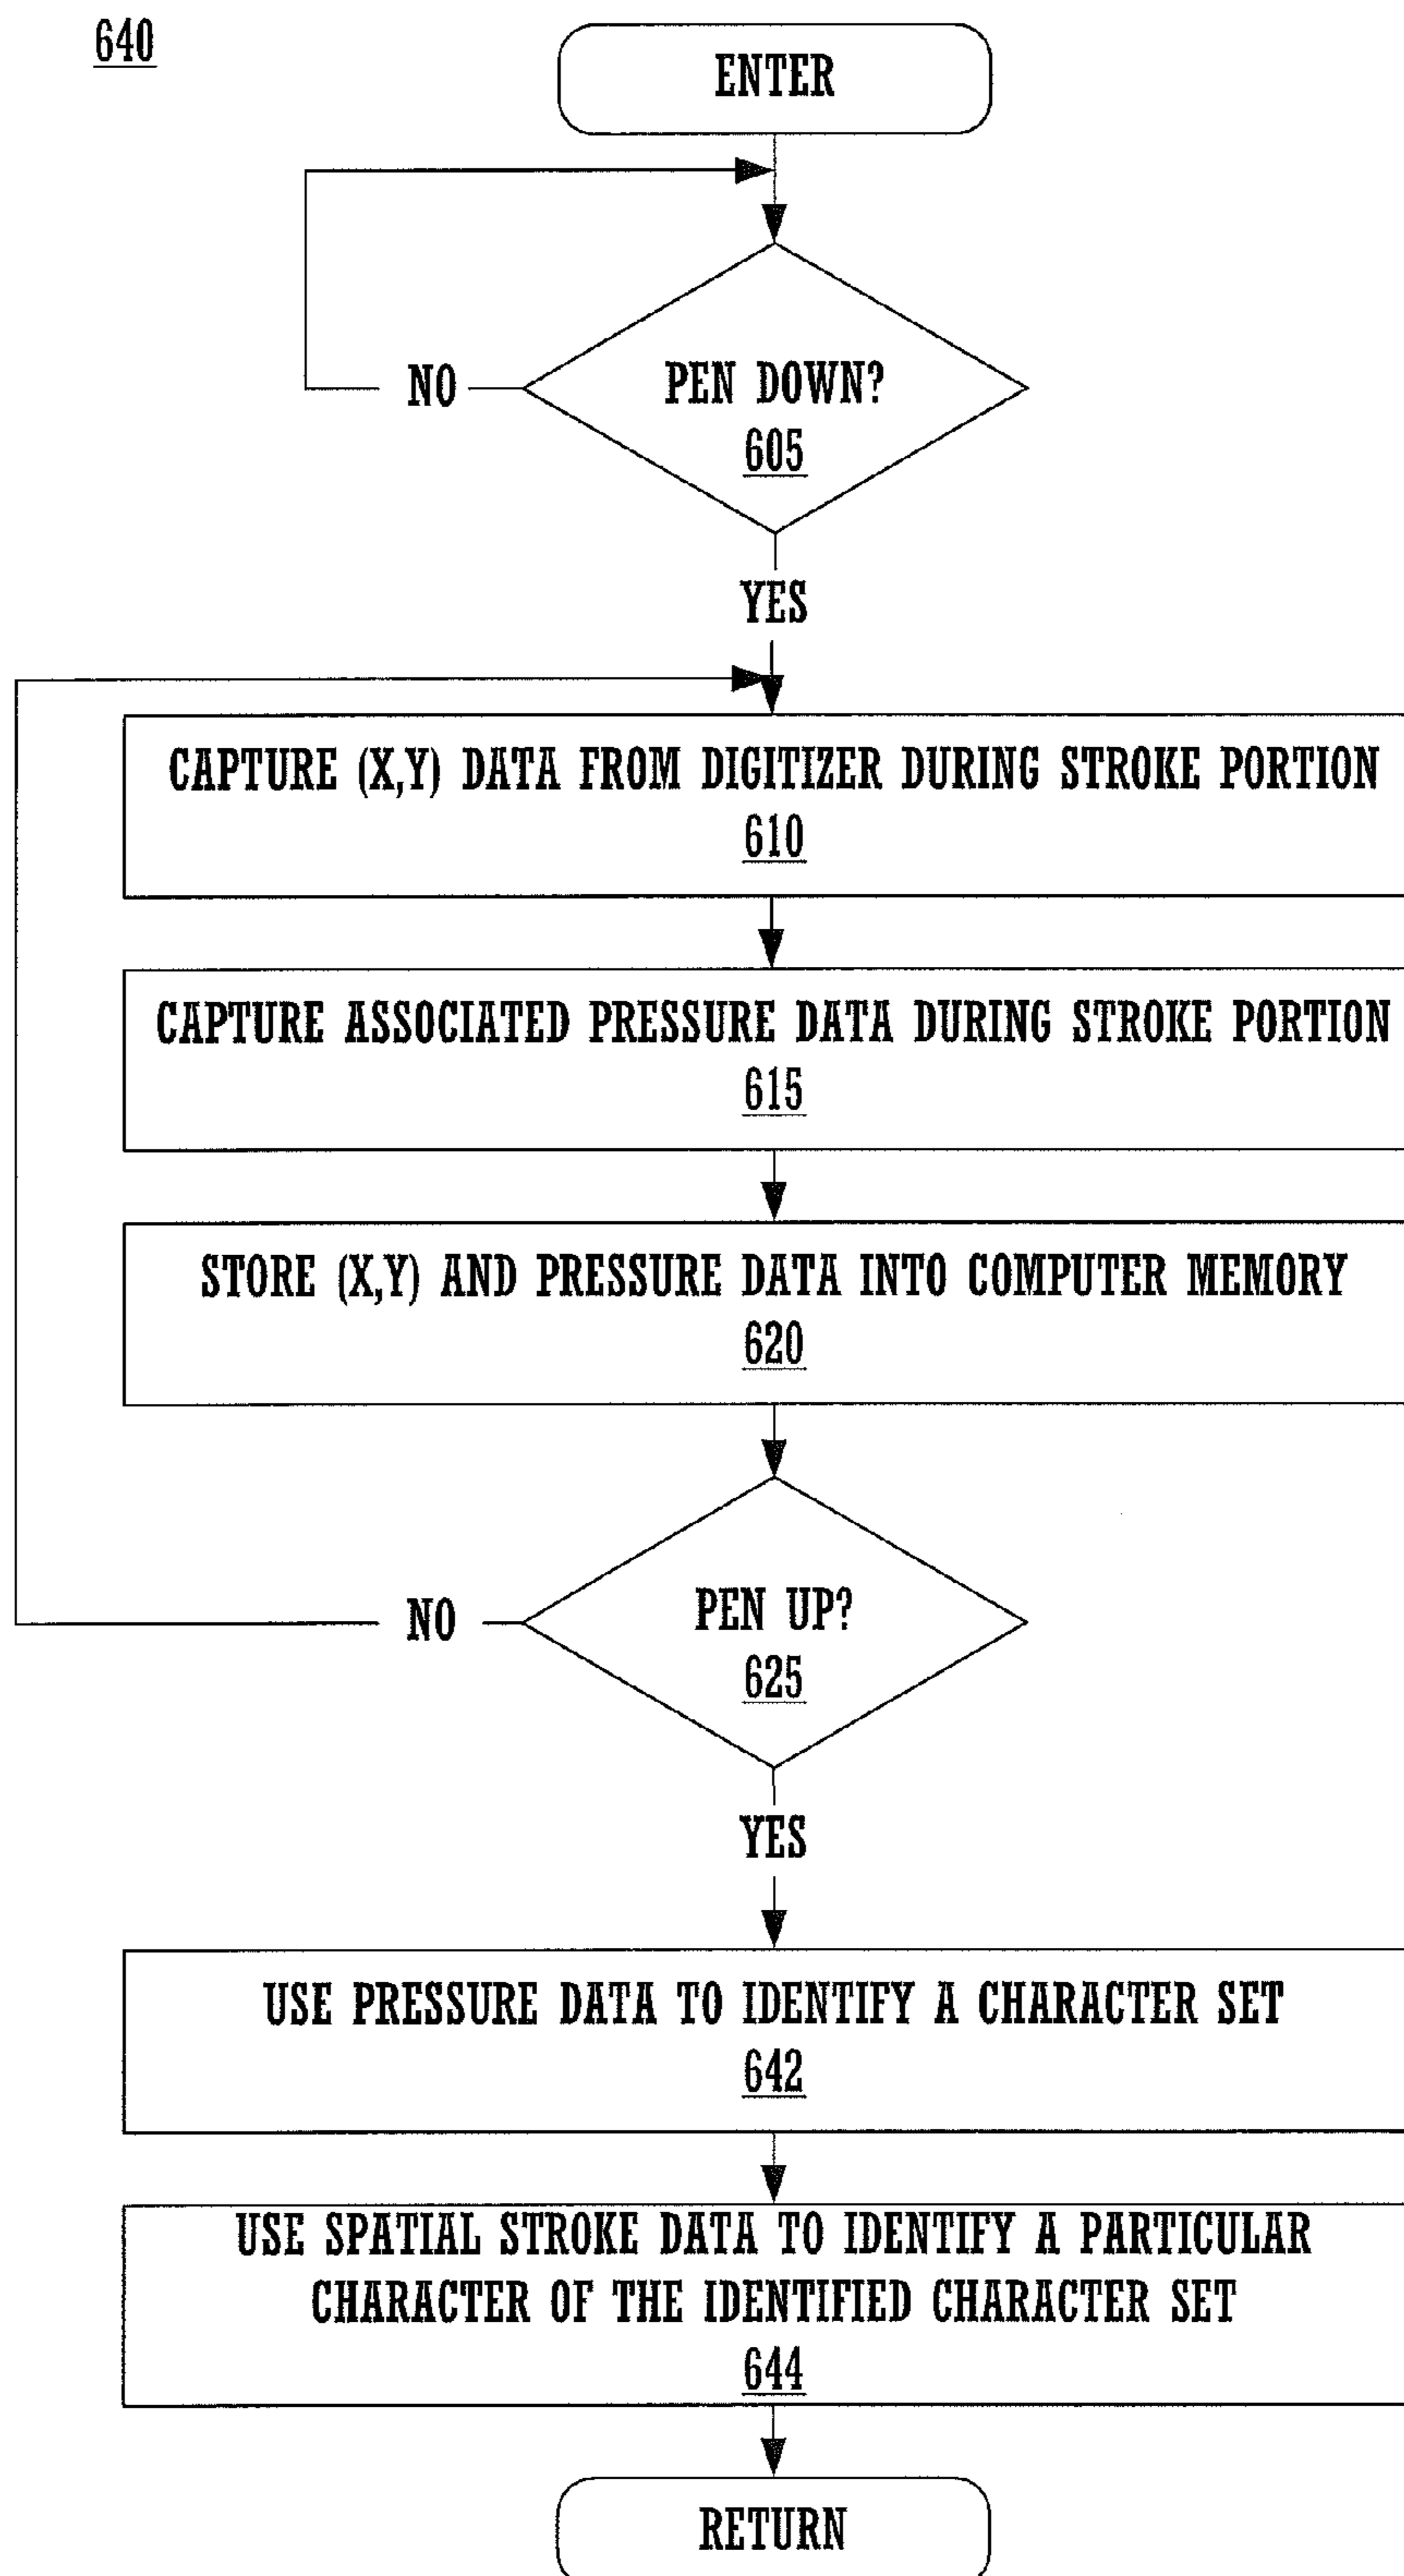 640
ENTER
PEN DOWN?
605
NO
YES
CAPTURE (X,Y) DATA FROM DIGITIZER DURING STROKE PORTION
610
CAPTURE ASSOCIATED PRESSURE DATA DURING STROKE PORTION
615
STORE (X,Y) AND PRESSURE DATA INTO COMPUTER MEMORY
620
PEN UP?
625
NO
YES
USE PRESSURE DATA TO IDENTIFY A CHARACTER SET
642
USE SPATIAL STROKE DATA TO IDENTIFY A PARTICULAR
CHARACTER OF THE IDENTIFIED CHARACTER SET
644
RETURN